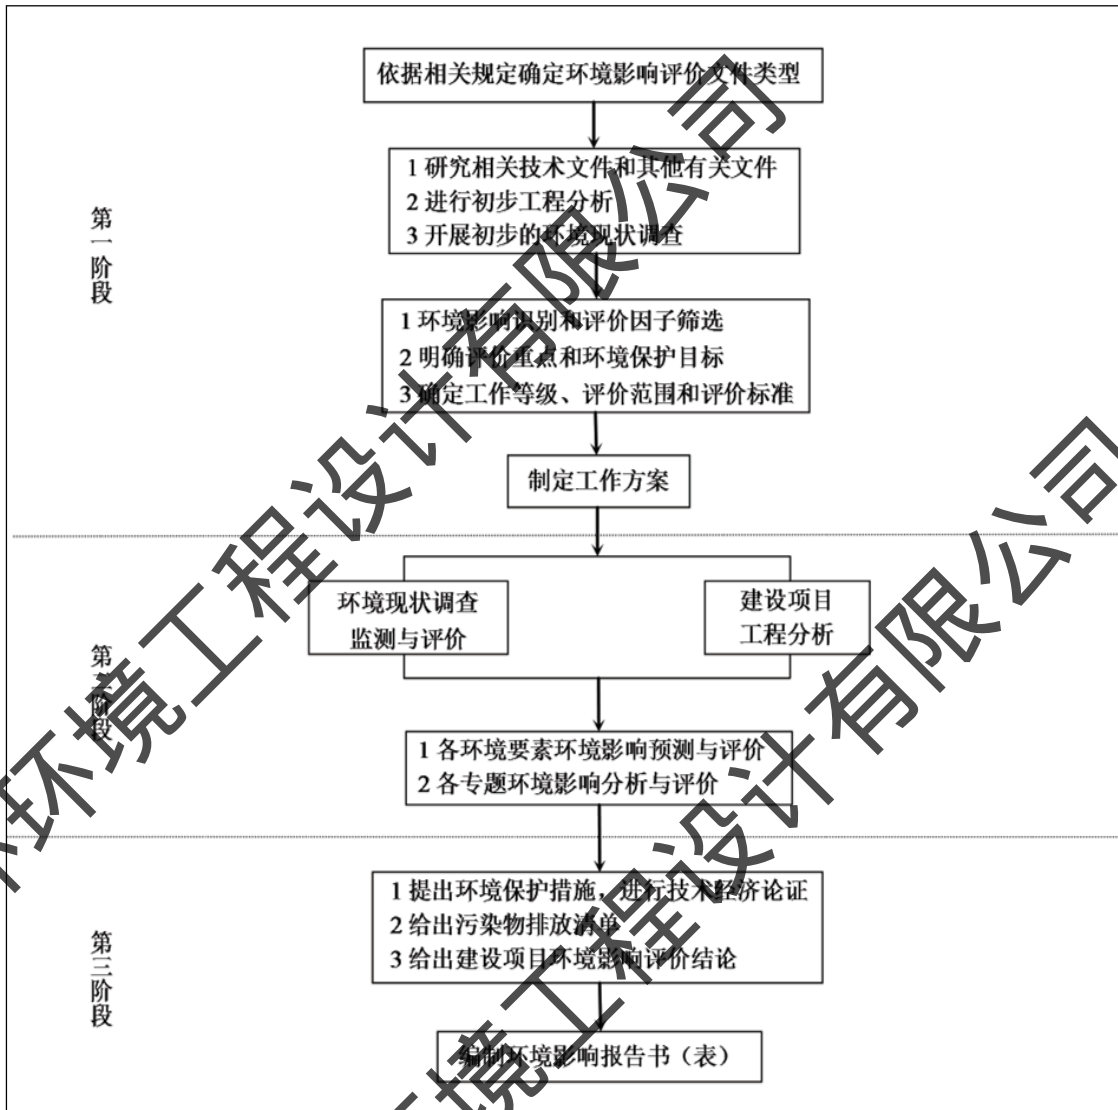 依据相关规定确定环境影响评价文件类型
1 研究相关技术文件和其他有关文件
2 进行初步工程分析
3 开展初步的环境现状调查
第一阶段
1 环境影响识别和评价因子筛选
2 明确评价重点和环境保护目标
3 确定工作等级、评价范围和评价标准
制定工作方案
环境现状调查
监测与评价
建设项目
工程分析
第二阶段
1 各环境要素环境影响预测与评价
2 各专题环境影响分析与评价
1 提出环境保护措施，进行技术经济论证
2 给出污染物排放清单
3 给出建设项目环境影响评价结论
第三阶段
编制环境影响报告书（表）
环境工程设计有限公司
环境工程设计有限公司